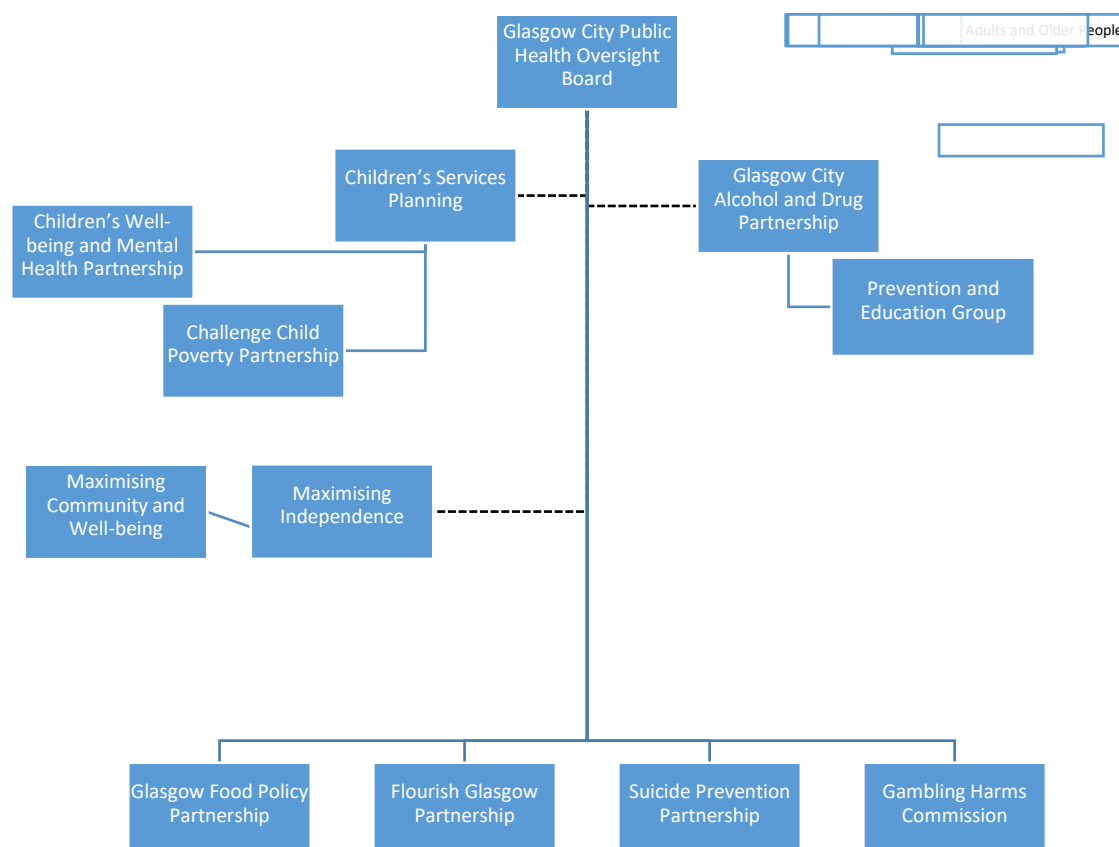 Glasgow City Public
Health Oversight
Board
Adults and Older People
Children’s Services
Planning
Glasgow City
Alcohol and Drug
Partnership
Children’s Well-
being and Mental
Health Partnership
Prevention and
Education Group
Challenge Child
Poverty Partnership
Maximising
Community and
Well-being
Maximising
Independence
Glasgow Food Policy
Partnership
Flourish Glasgow
Partnership
Suicide Prevention
Partnership
Gambling Harms
Commission